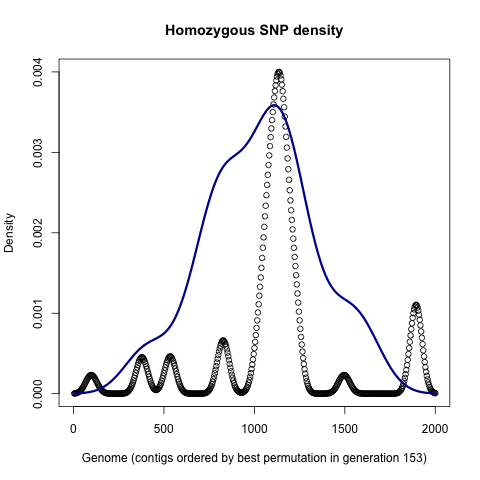 Homozygous SNP density
Density
0.004
0.003
0.002
0.001
0.000
0 500 1000 1500 2000
Genome (contigs ordered by best permutation in generation 153)